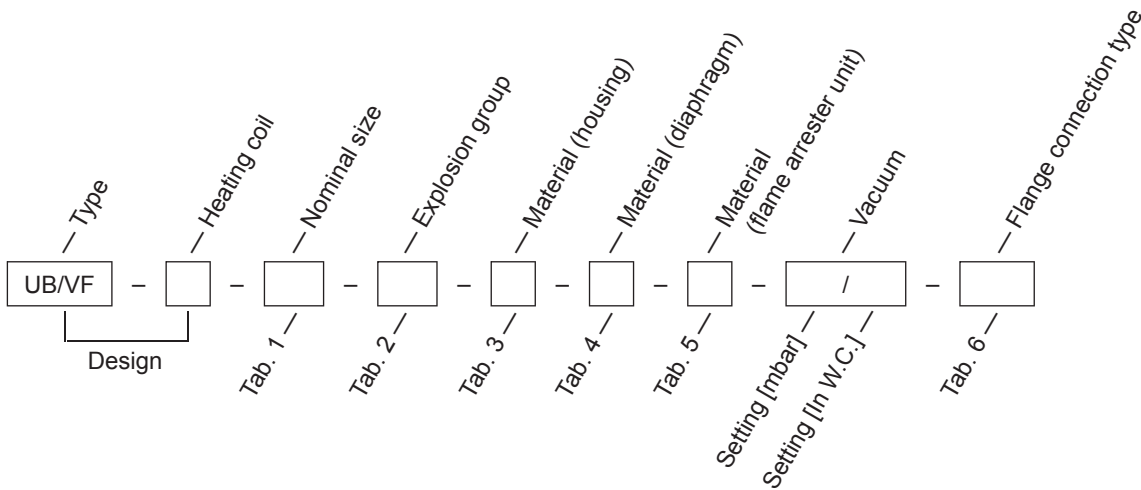 Type
Heating coil
Nominal size
Explosion group
Material (housing)
Material (diaphragm)
Material
(flame arrester unit)
Vacuum
Flange connection type
UB/VF – – – – – – – / –
Design
Tab. 1
Tab. 2
Tab. 3
Tab. 4
Tab. 5
Setting [mbar]
Setting [In W.C.]
Tab. 6